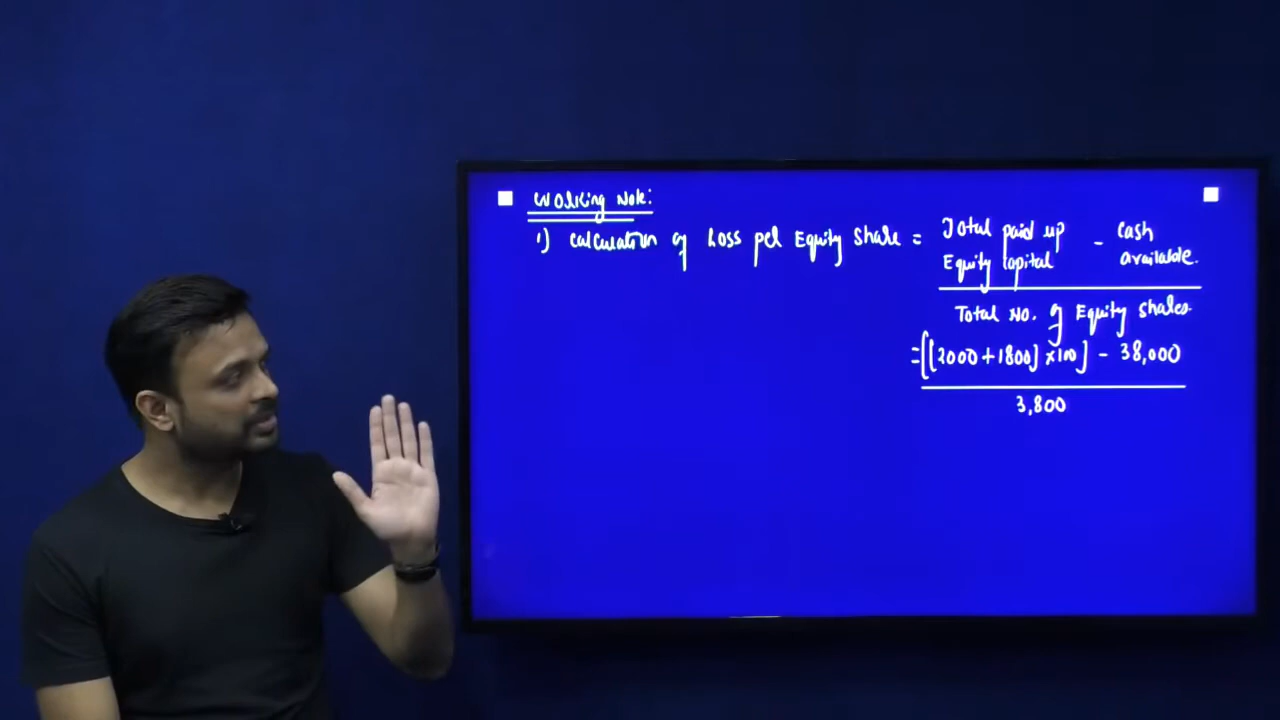 Working Note:
1) Calculation of Loss per Equity Share = Total paid up Equity Capital - Cash available.
Total No. of Equity Shares
= [(2000+1800) × 100] - 38,000
3,800